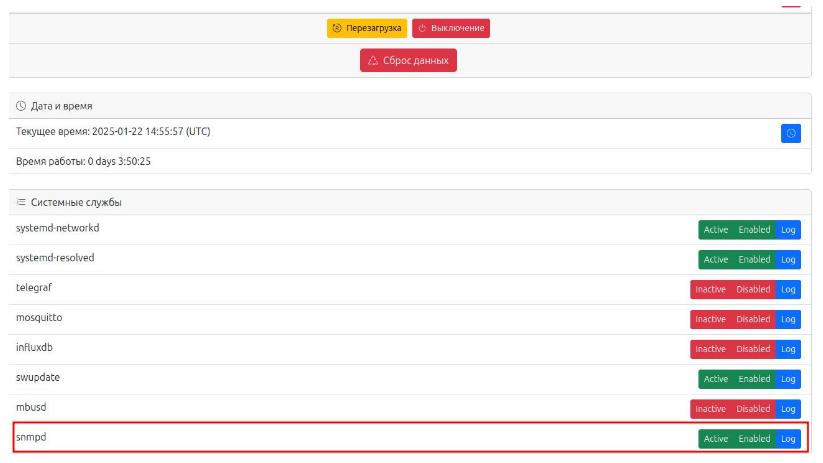 Перезагрузка Выключение
Сброс данных
Дата и время
Текущее время: 2025-01-22 14:55:57 (UTC)
Время работы: 0 days 3:50:25
Системные службы
systemd-networkd Active Enabled Log
systemd-resolved Active Enabled Log
telegraf Inactive Disabled Log
mosquitto Inactive Disabled Log
influxdb Inactive Disabled Log
swupdate Active Enabled Log
mbusd Inactive Disabled Log
snmpd Active Enabled Log